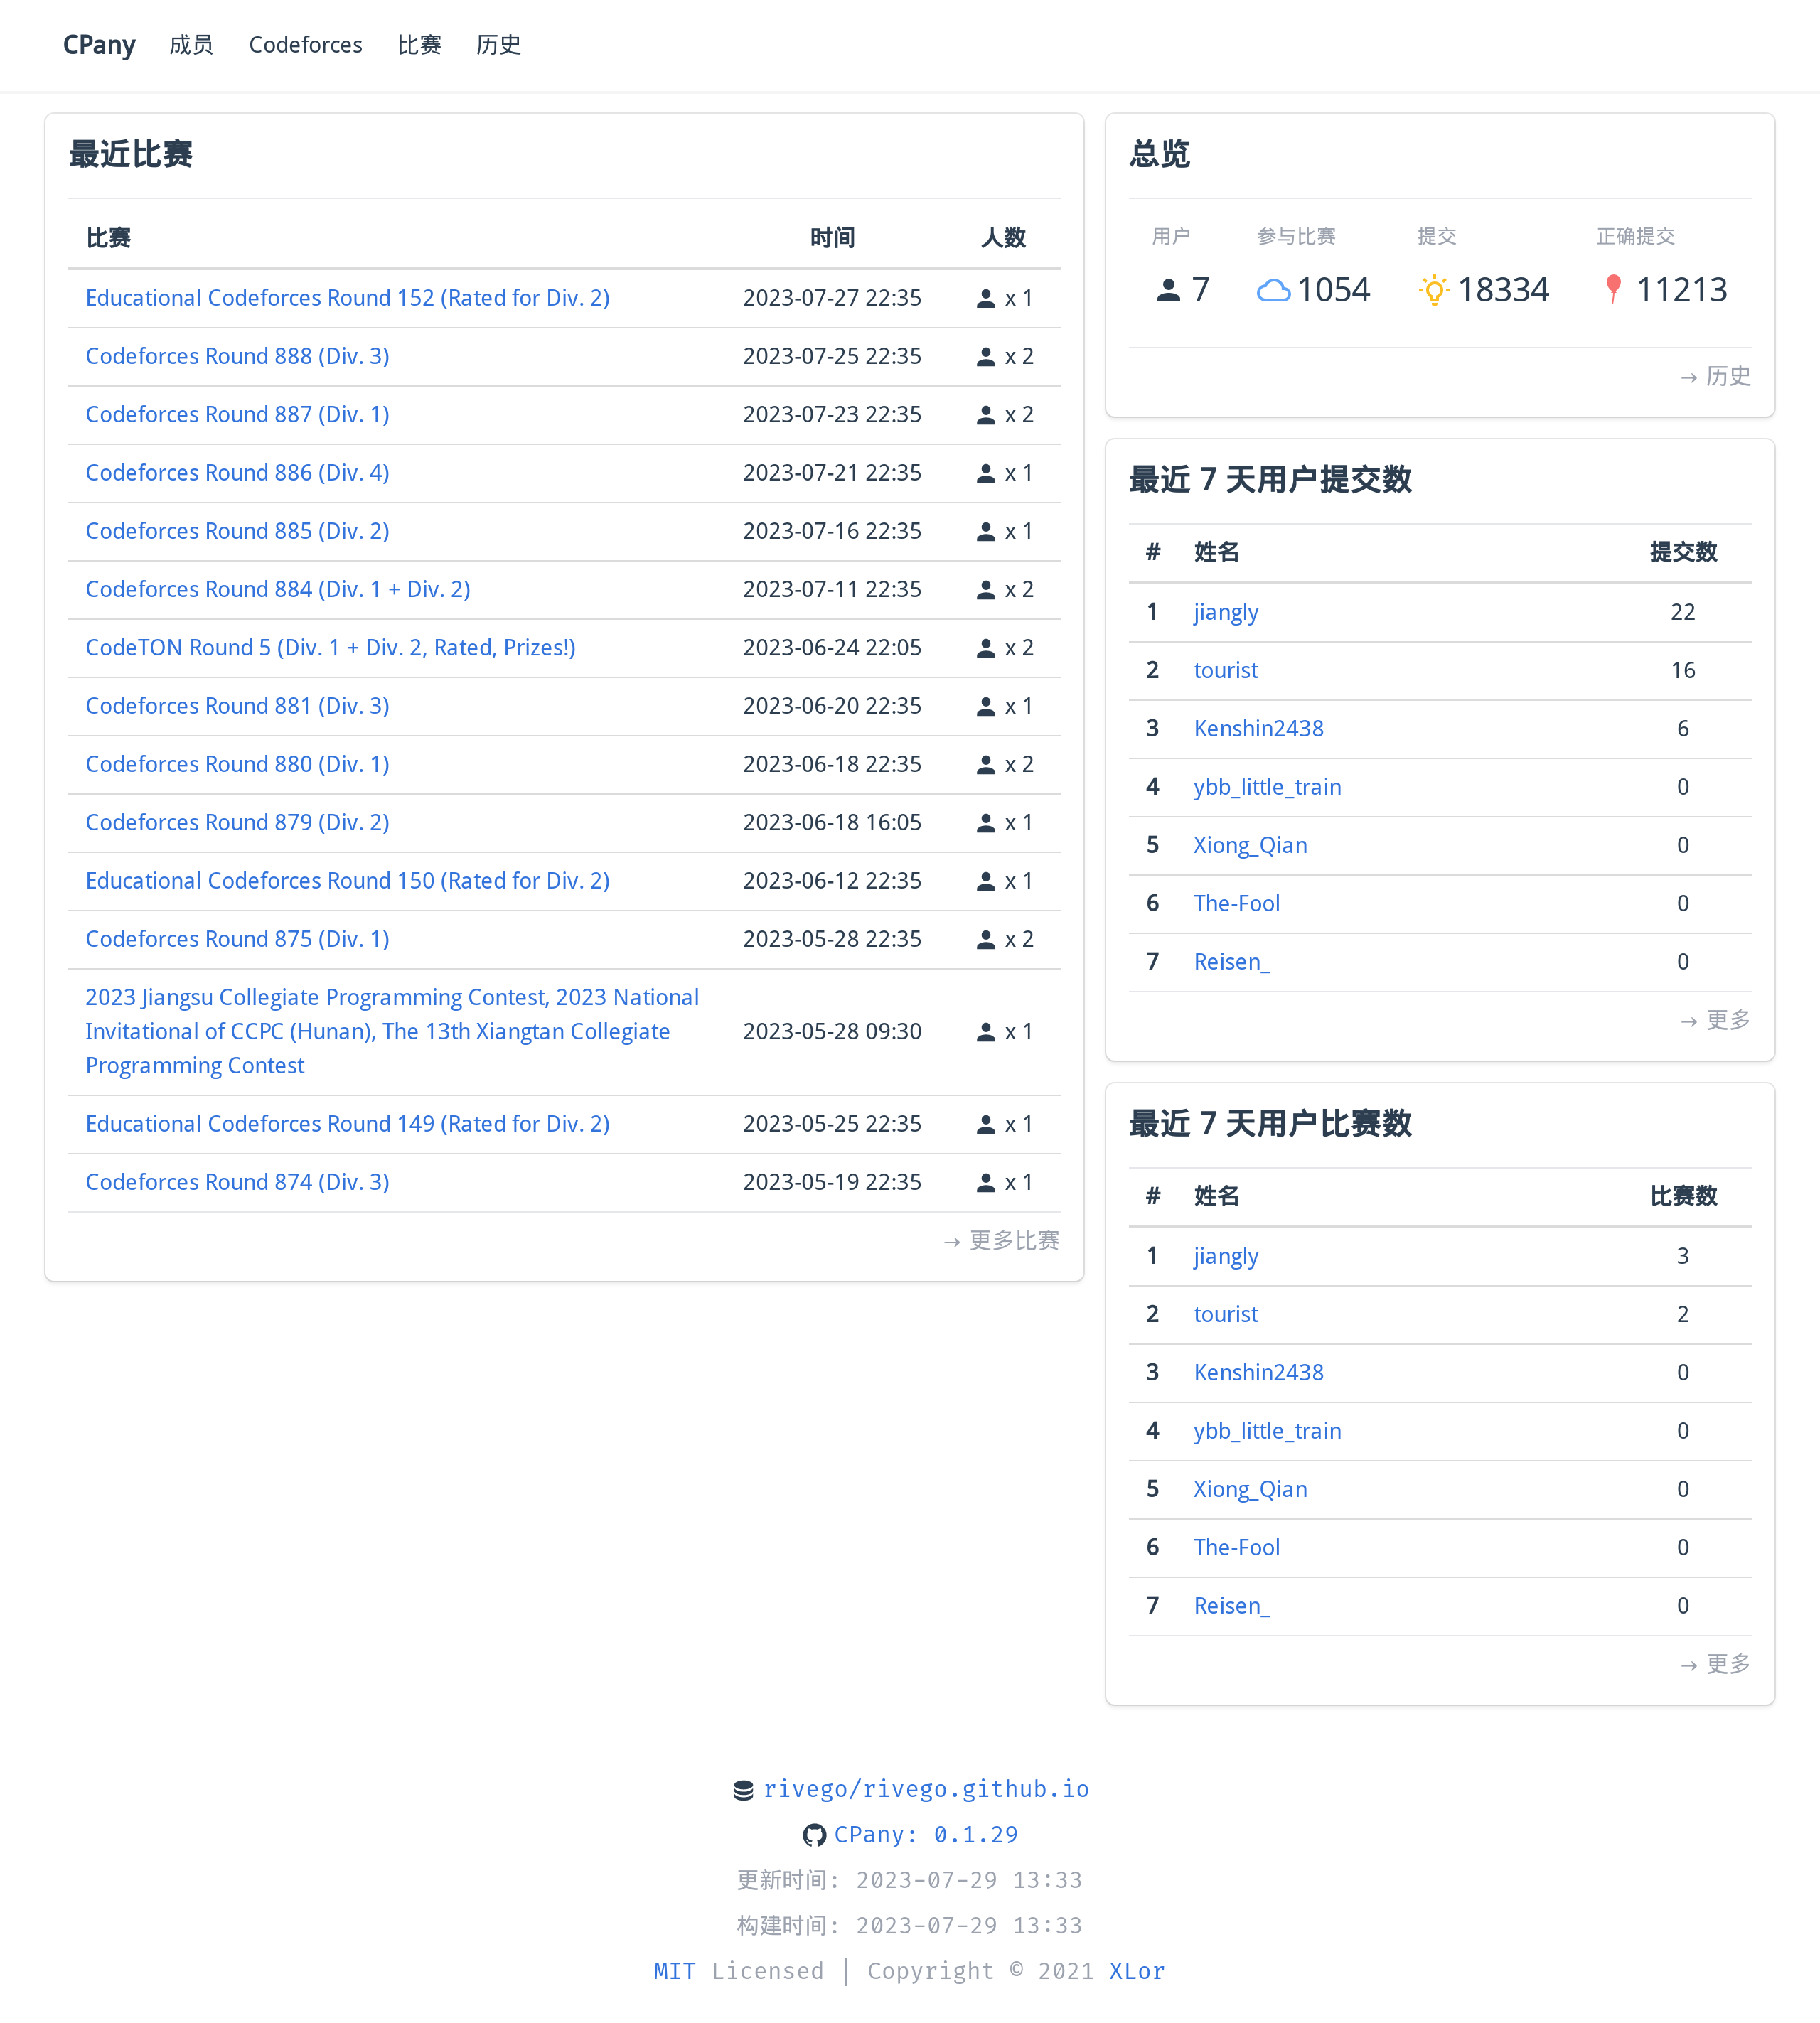 CPany 成员 Codeforces 比赛 历史
最近比赛
比赛 时间 人数
Educational Codeforces Round 152 (Rated for Div. 2) 2023-07-27 22:35 x 1
Codeforces Round 888 (Div. 3) 2023-07-25 22:35 x 2
Codeforces Round 887 (Div. 1) 2023-07-23 22:35 x 2
Codeforces Round 886 (Div. 4) 2023-07-21 22:35 x 1
Codeforces Round 885 (Div. 2) 2023-07-16 22:35 x 1
Codeforces Round 884 (Div. 1 + Div. 2) 2023-07-11 22:35 x 2
CodeTON Round 5 (Div. 1 + Div. 2, Rated, Prizes!) 2023-06-24 22:05 x 2
Codeforces Round 881 (Div. 3) 2023-06-20 22:35 x 1
Codeforces Round 880 (Div. 1) 2023-06-18 22:35 x 2
Codeforces Round 879 (Div. 2) 2023-06-18 16:05 x 1
Educational Codeforces Round 150 (Rated for Div. 2) 2023-06-12 22:35 x 1
Codeforces Round 875 (Div. 1) 2023-05-28 22:35 x 2
2023 Jiangsu Collegiate Programming Contest, 2023 National
Invitational of CCPC (Hunan), The 13th Xiangtan Collegiate 2023-05-28 09:30 x 1
Programming Contest
Educational Codeforces Round 149 (Rated for Div. 2) 2023-05-25 22:35 x 1
Codeforces Round 874 (Div. 3) 2023-05-19 22:35 x 1
→ 更多比赛
总览
用户 参与比赛 提交 正确提交
7 1054 18334 11213
→ 历史
最近 7 天用户提交数
# 姓名 提交数
1 jiangly 22
2 tourist 16
3 Kenshin2438 6
4 ybb_little_train 0
5 Xiong_Qian 0
6 The-Fool 0
7 Reisen_ 0
→ 更多
最近 7 天用户比赛数
# 姓名 比赛数
1 jiangly 3
2 tourist 2
3 Kenshin2438 0
4 ybb_little_train 0
5 Xiong_Qian 0
6 The-Fool 0
7 Reisen_ 0
→ 更多
rivego/rivego.github.io
CPany: 0.1.29
更新时间: 2023-07-29 13:33
构建时间: 2023-07-29 13:33
MIT Licensed | Copyright © 2021 XLor